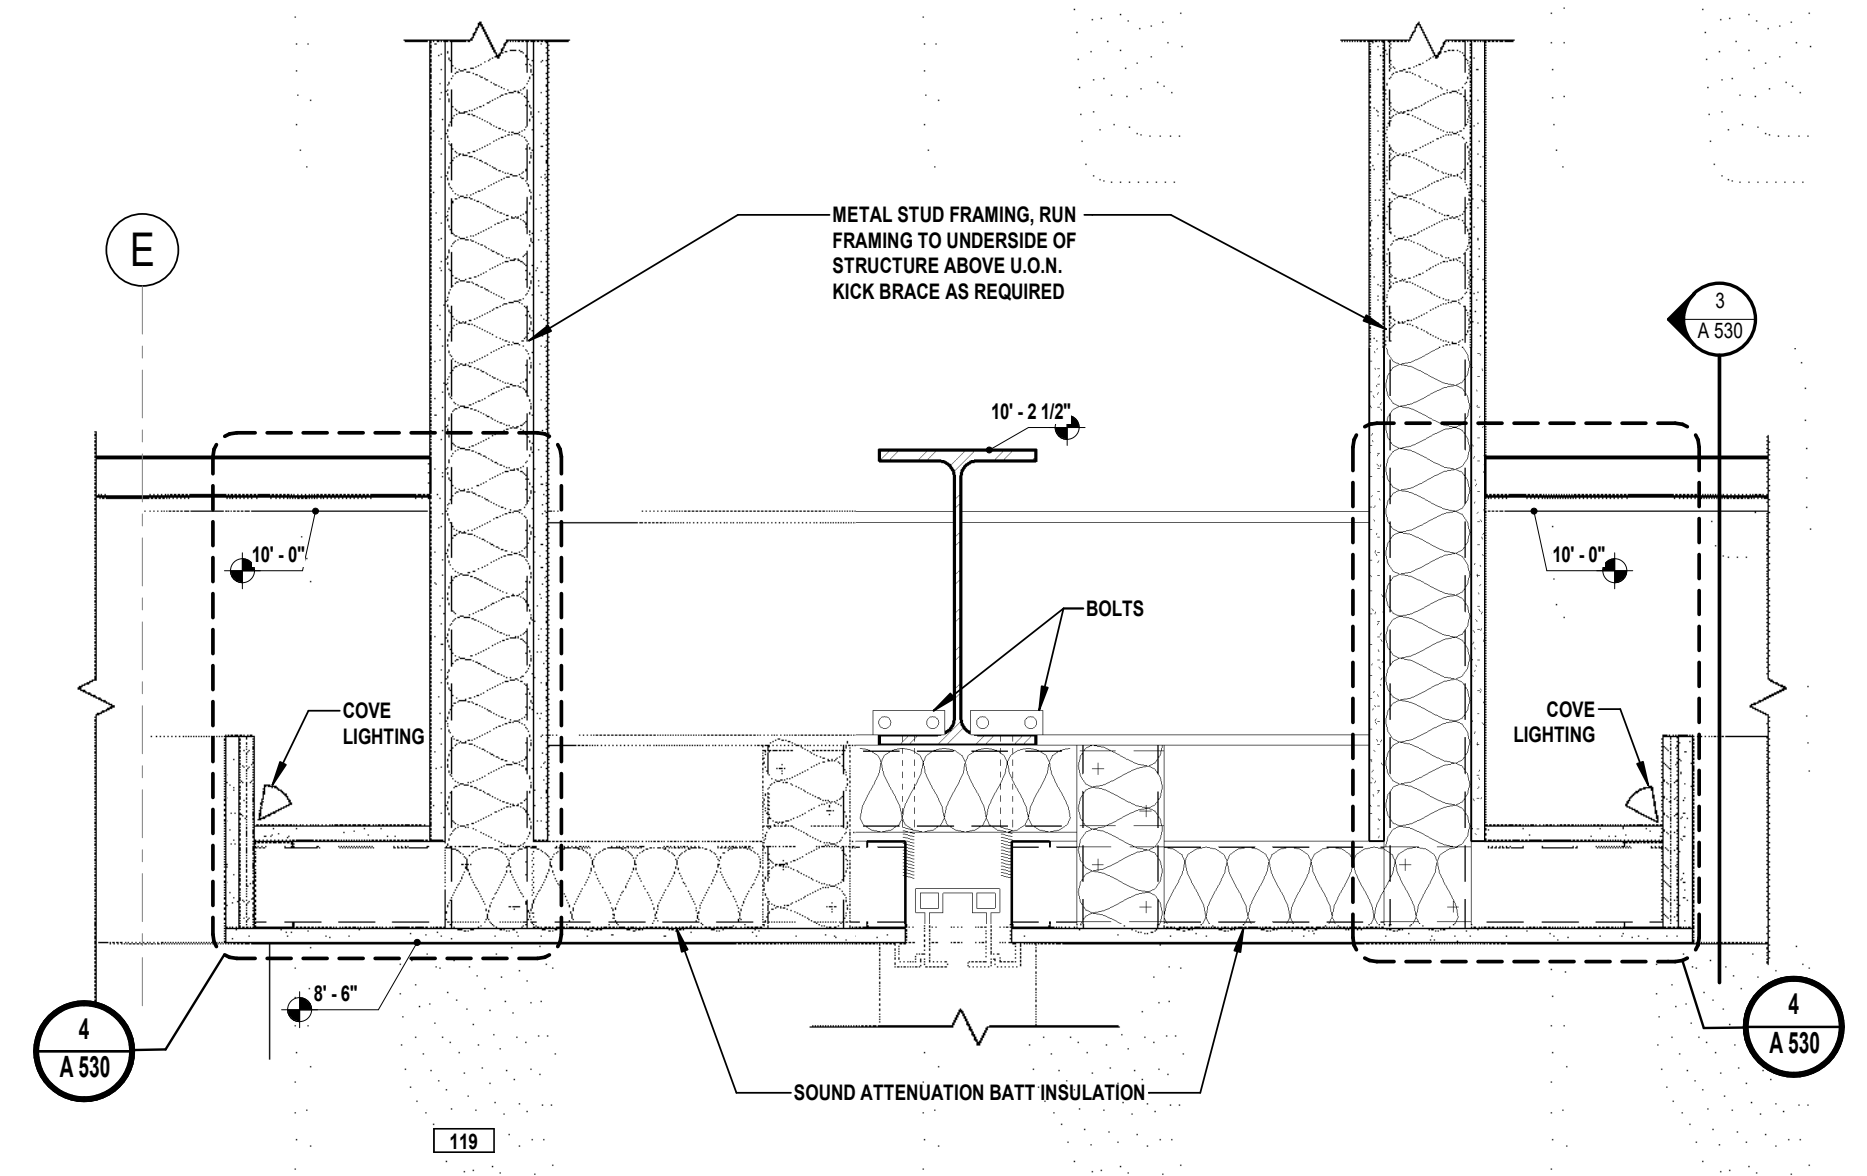 METAL STUD FRAMING, RUN
FRAMING TO UNDERSIDE OF
STRUCTURE ABOVE U.O.N.
KICK BRACE AS REQUIRED
E
3
A 530
10' - 2 1/2"
10' - 0"
10' - 0"
BOLTS
COVE
LIGHTING
COVE
LIGHTING
8' - 6"
4
A 530
4
A 530
SOUND ATTENUATION BATT INSULATION
119